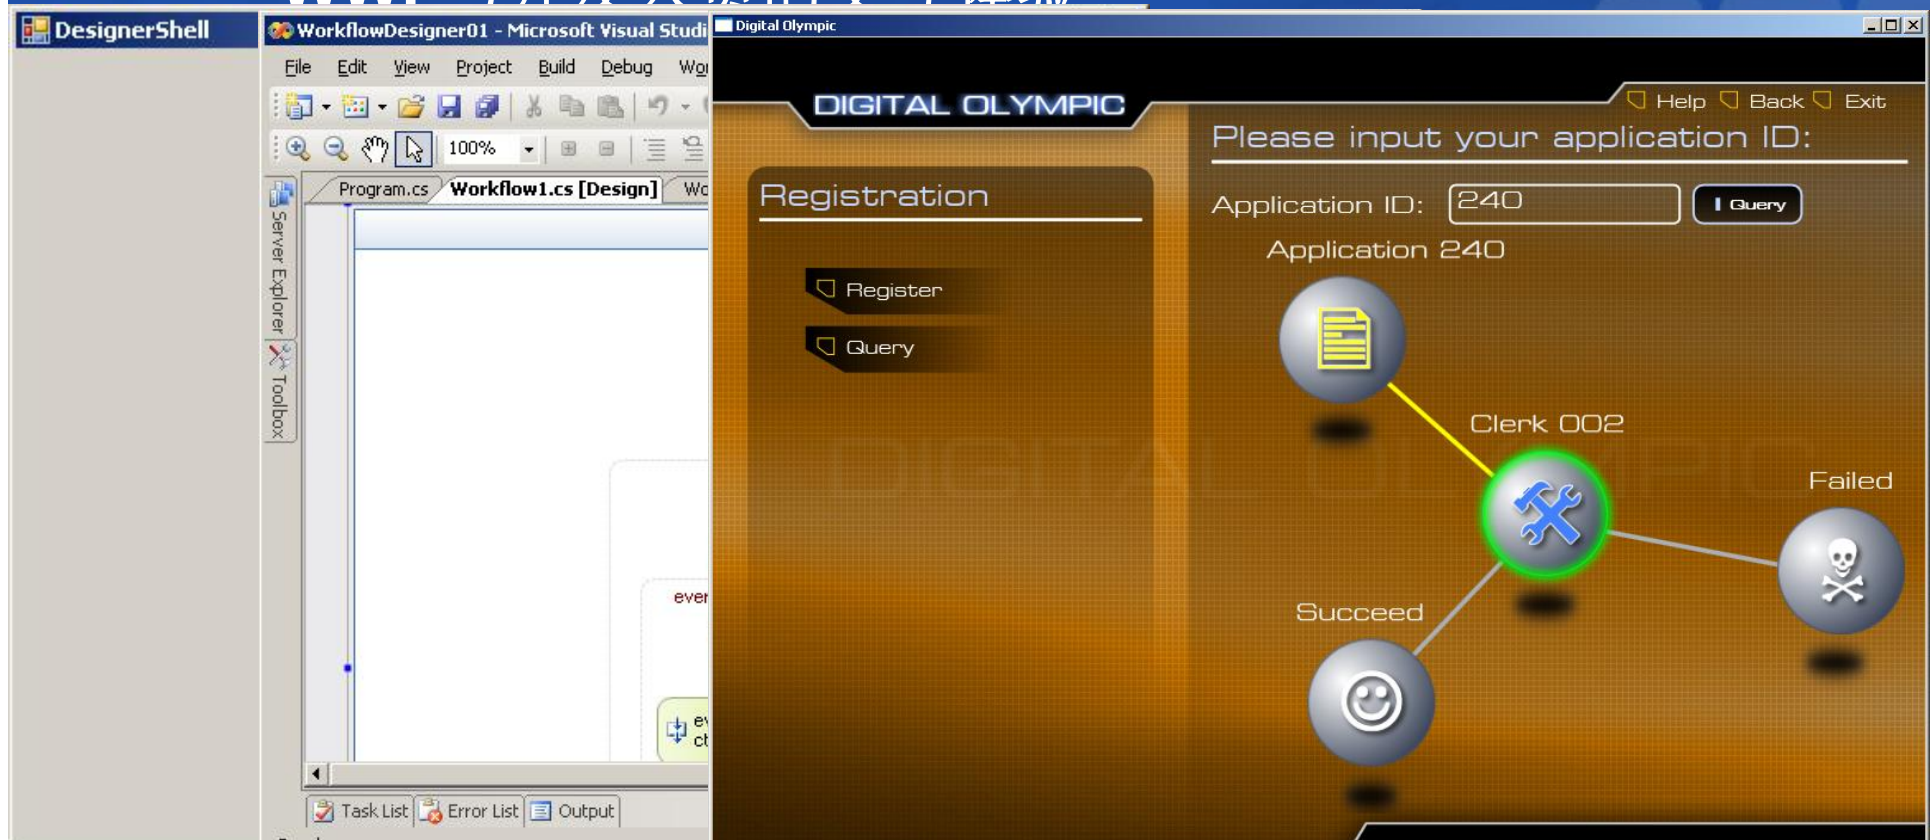 DesignerShell
WorkflowDesigner01 - Microsoft Visual
File Edit View Project Build Debug
100%
Program.cs Workflow1.cs [Design]
Server Explorer
Toolbox
Task List Error List Output
Digital Olympic
DIGITAL OLYMPIC
Help Back Exit
Please input your application ID:
Registration
Register
Query
Application ID: 240 Query
Application 240
Clerk 002
Failed
Succeed